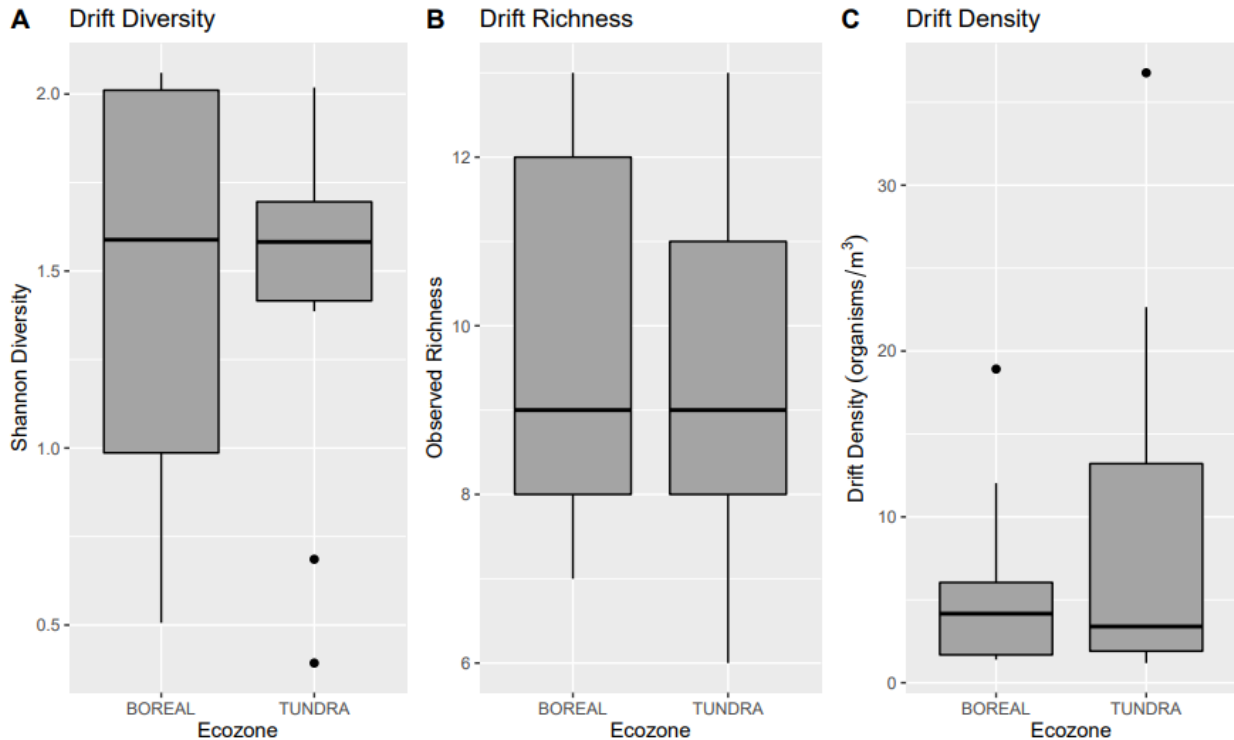 A Drift Diversity
Shannon Diversity
2.0
1.5
1.0
0.5
BOREAL TUNDRA
Ecozone
B Drift Richness
Observed Richness
12
10
8
6
BOREAL TUNDRA
Ecozone
C Drift Density
Drift Density (organisms/m³)
30
20
10
0
BOREAL TUNDRA
Ecozone